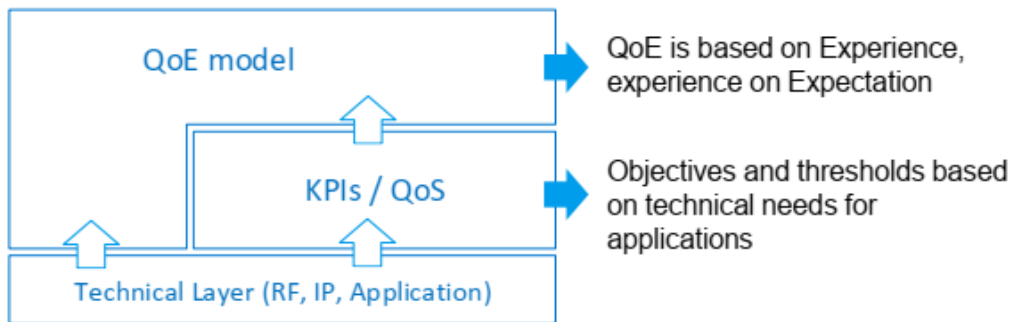 QoE model
QoE is based on Experience,
experience on Expectation
KPIs / QoS
Objectives and thresholds based
on technical needs for
applications
Technical Layer (RF, IP, Application)